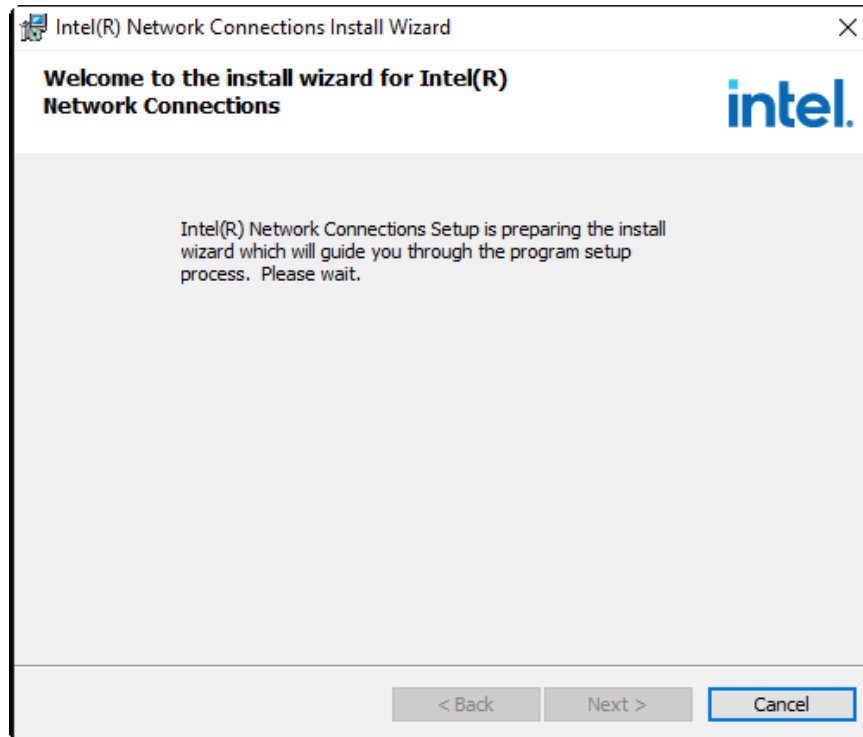 Intel(R) Network Connections Install Wizard
Welcome to the install wizard for Intel(R)
Network Connections
intel.
Intel(R) Network Connections Setup is preparing the install
wizard which will guide you through the program setup
process.  Please wait.
< Back
Next >
Cancel